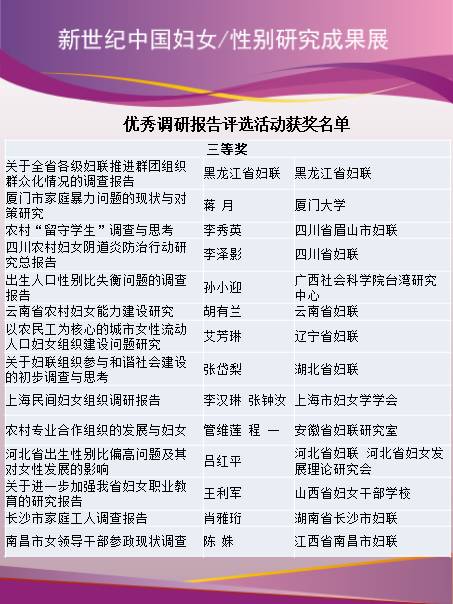 新世纪中国妇女/性别研究成果展
优秀调研报告评选活动获奖名单
三等奖
关于全省各级妇联推进群团组织
群众化情况的调查报告 黑龙江省妇联 黑龙江省妇联
厦门市家庭暴力问题的现状与对
策研究 蒋 月 厦门大学
农村“留守学生”调查与思考 李秀英 四川省眉山市妇联
四川农村妇女阴道炎防治行动研
究总报告 李泽影 四川省妇联
出生人口性别比失衡问题的调查
报告 孙小迎 广西社会科学院台湾研究
中心
云南省农村妇女能力建设研究 胡有兰 云南省妇联
以农民工为核心的城市女性流动
人口妇女组织建设问题研究 艾芳琳 辽宁省妇联
关于妇联组织参与和谐社会建设
的初步调查与思考 张岱梨 湖北省妇联
上海民间妇女组织调研报告 李汉琳 张钟汝 上海市妇女学学会
农村专业合作组织的发展与妇女 管维莲 程 一 安徽省妇联研究室
河北省出生性别比偏高问题及其
对女性发展的影响 吕红平 河北省妇联 河北省妇女发
展理论研究会
关于进一步加强我省妇女职业教
育的研究报告 王利军 山西省妇女干部学校
长沙市家庭工人调查报告 肖雅珩 湖南省长沙市妇联
南昌市女领导干部参政现状调查 陈 姝 江西省南昌市妇联